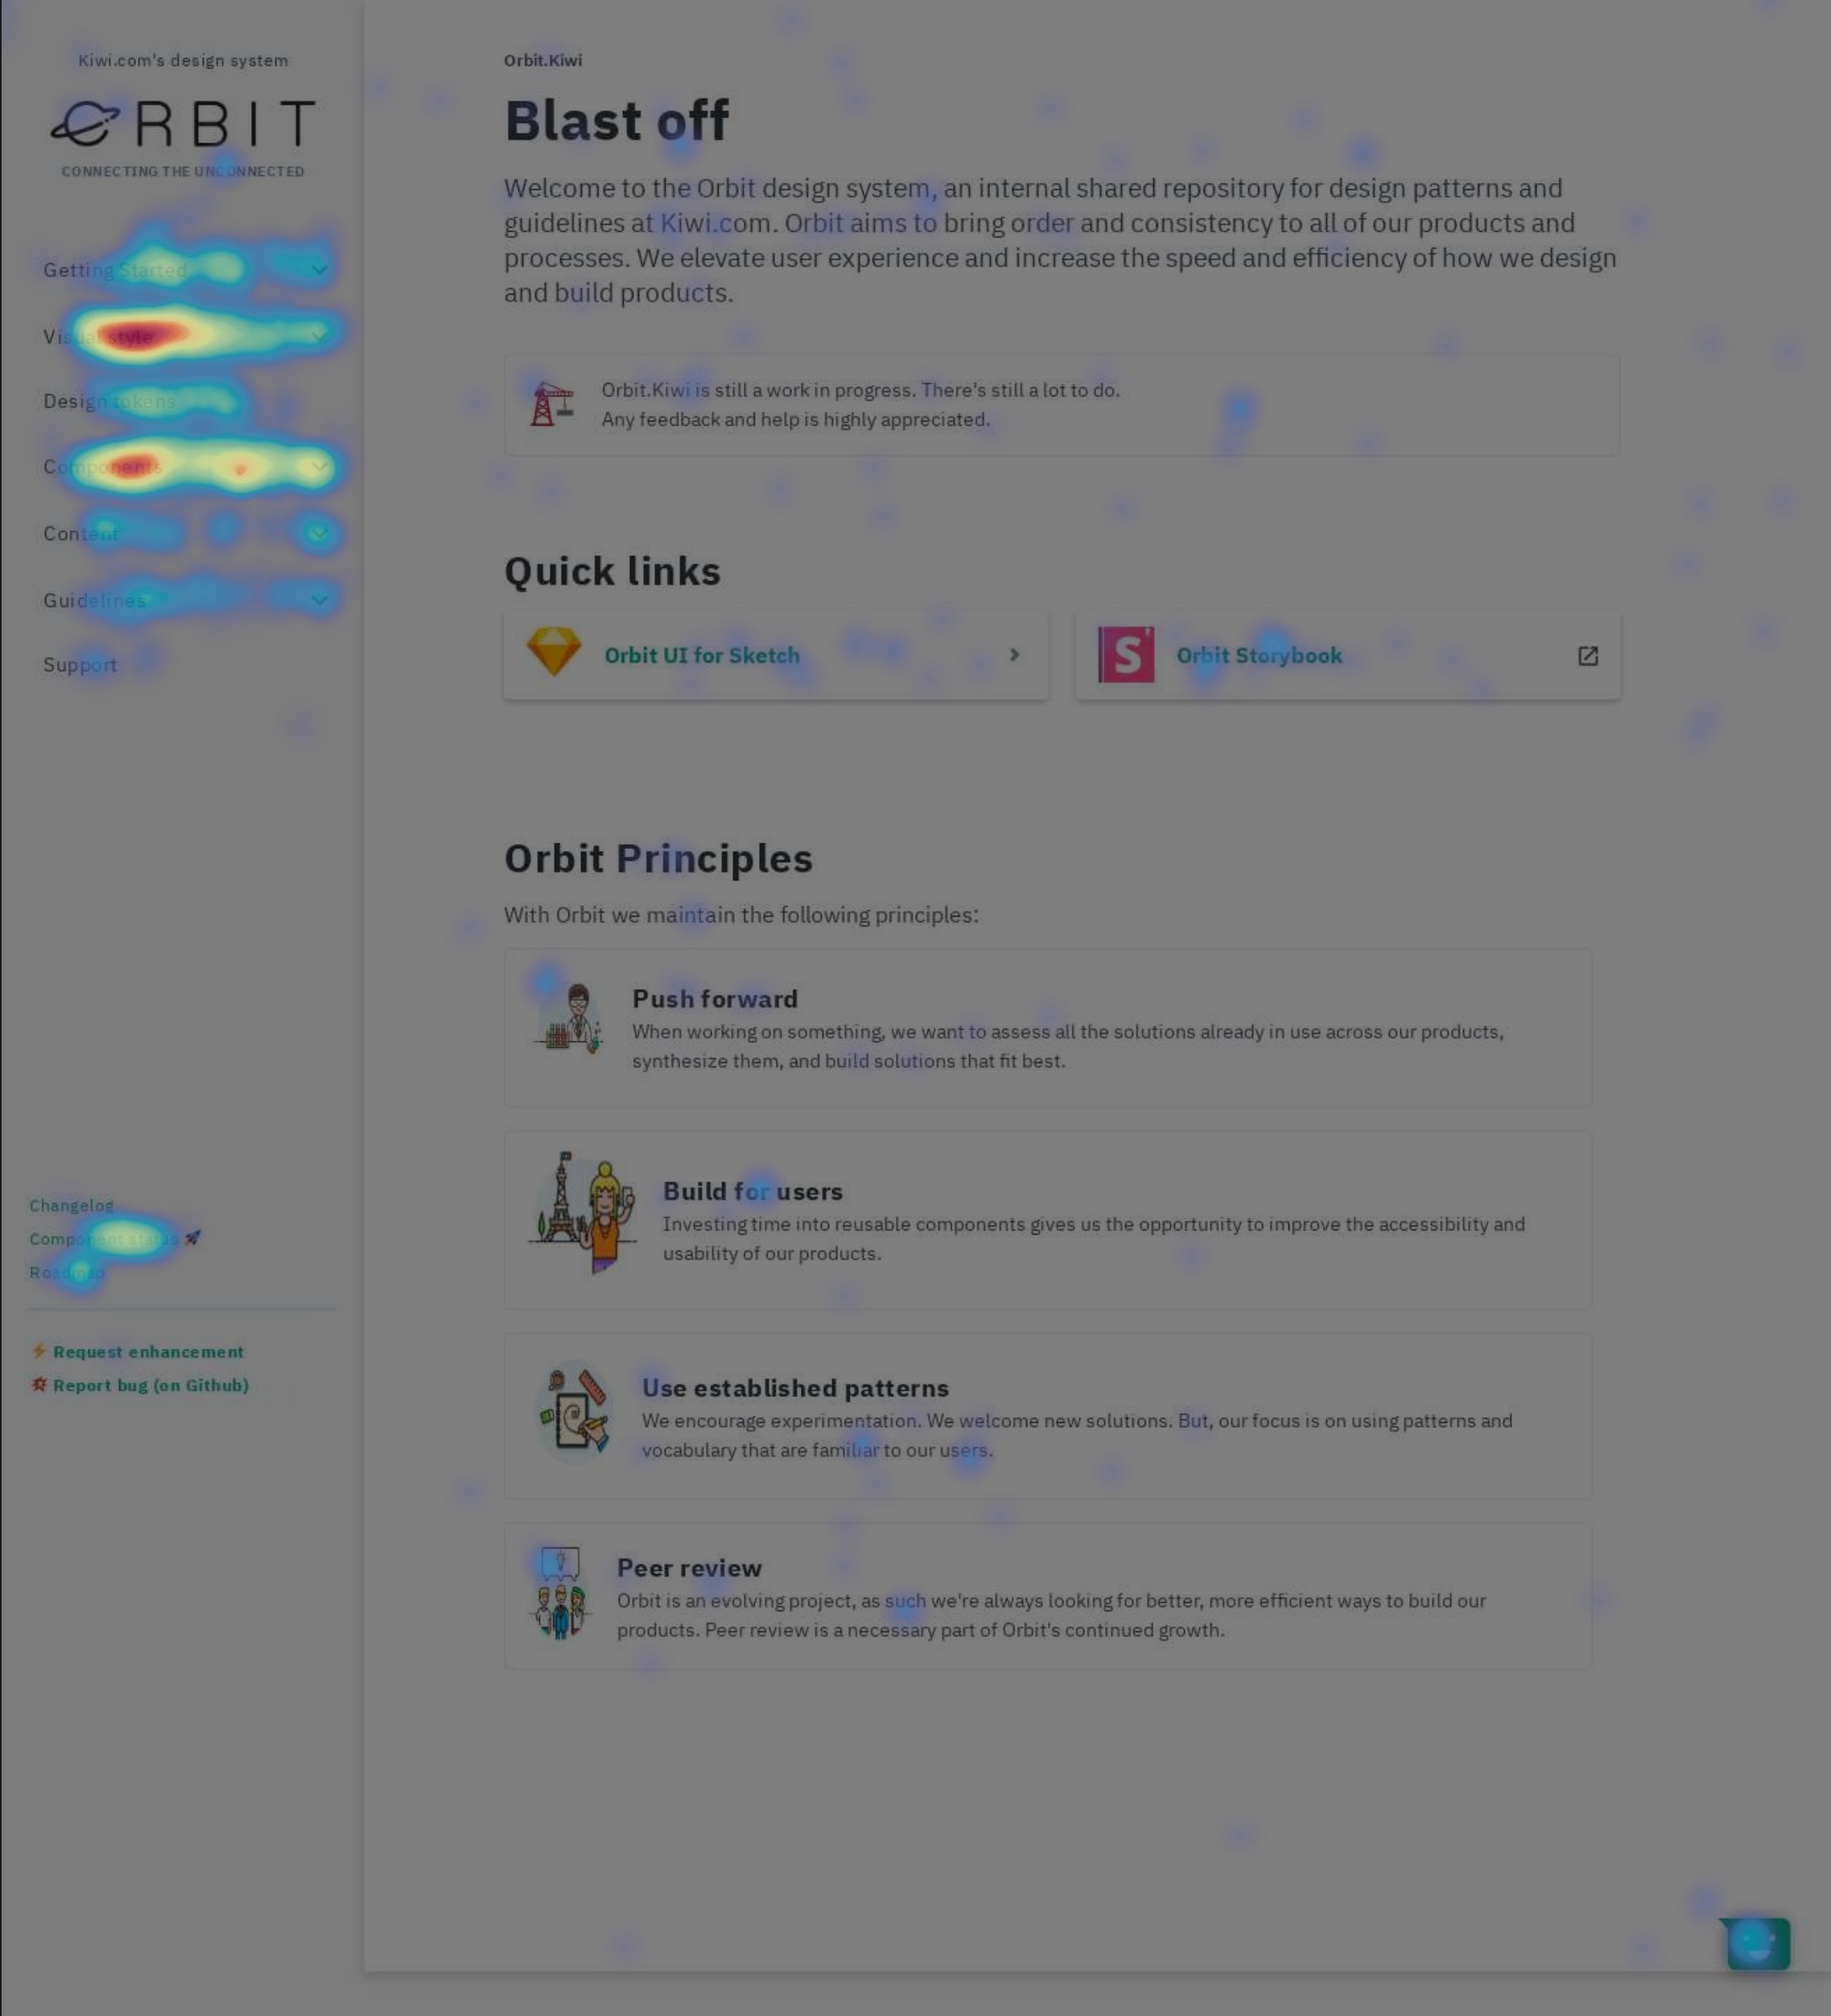 Kiwi.com's design system
ORBIT
CONNECTING THE UNCONNECTED
Getting Started
Visual style
Design tokens
Components
Content
Guidelines
Support
Changelog
Component status
Roadmap
Request enhancement
Report bug (on Github)
Orbit.Kiwi
Blast off
Welcome to the Orbit design system, an internal shared repository for design patterns and
guidelines at Kiwi.com. Orbit aims to bring order and consistency to all of our products and
processes. We elevate user experience and increase the speed and efficiency of how we design
and build products.
Orbit.Kiwi is still a work in progress. There's still a lot to do.
Any feedback and help is highly appreciated.
Quick links
Orbit UI for Sketch
S
Orbit Storybook
Orbit Principles
With Orbit we maintain the following principles:
Push forward
When working on something, we want to assess all the solutions already in use across our products,
synthesize them, and build solutions that fit best.
Build for users
Investing time into reusable components gives us the opportunity to improve the accessibility and
usability of our products.
Use established patterns
We encourage experimentation. We welcome new solutions. But, our focus is on using patterns and
vocabulary that are familiar to our users.
Peer review
Orbit is an evolving project, as such we're always looking for better, more efficient ways to build our
products. Peer review is a necessary part of Orbit's continued growth.